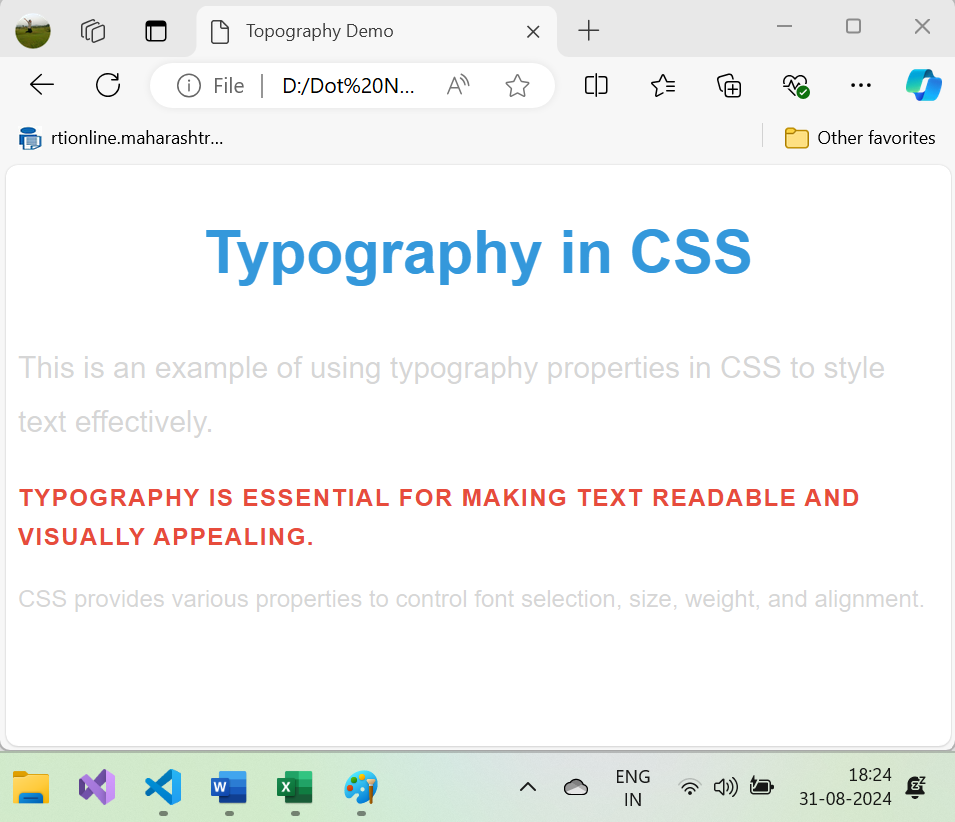 Topography Demo
File
D:/Dot%20N...
rtionline.maharashtr...
Other favorites
Typography in CSS
This is an example of using typography properties in CSS to style
text effectively.
TYPOGRAPHY IS ESSENTIAL FOR MAKING TEXT READABLE AND
VISUALLY APPEALING.
CSS provides various properties to control font selection, size, weight, and alignment.
ENG
IN
18:24
31-08-2024